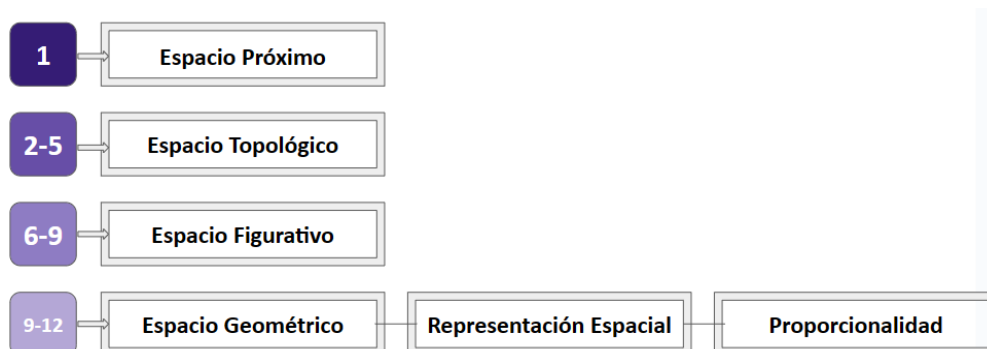 1
Espacio Próximo
2-5
Espacio Topológico
6-9
Espacio Figurativo
9-12
Espacio Geométrico
Representación Espacial
Proporcionalidad